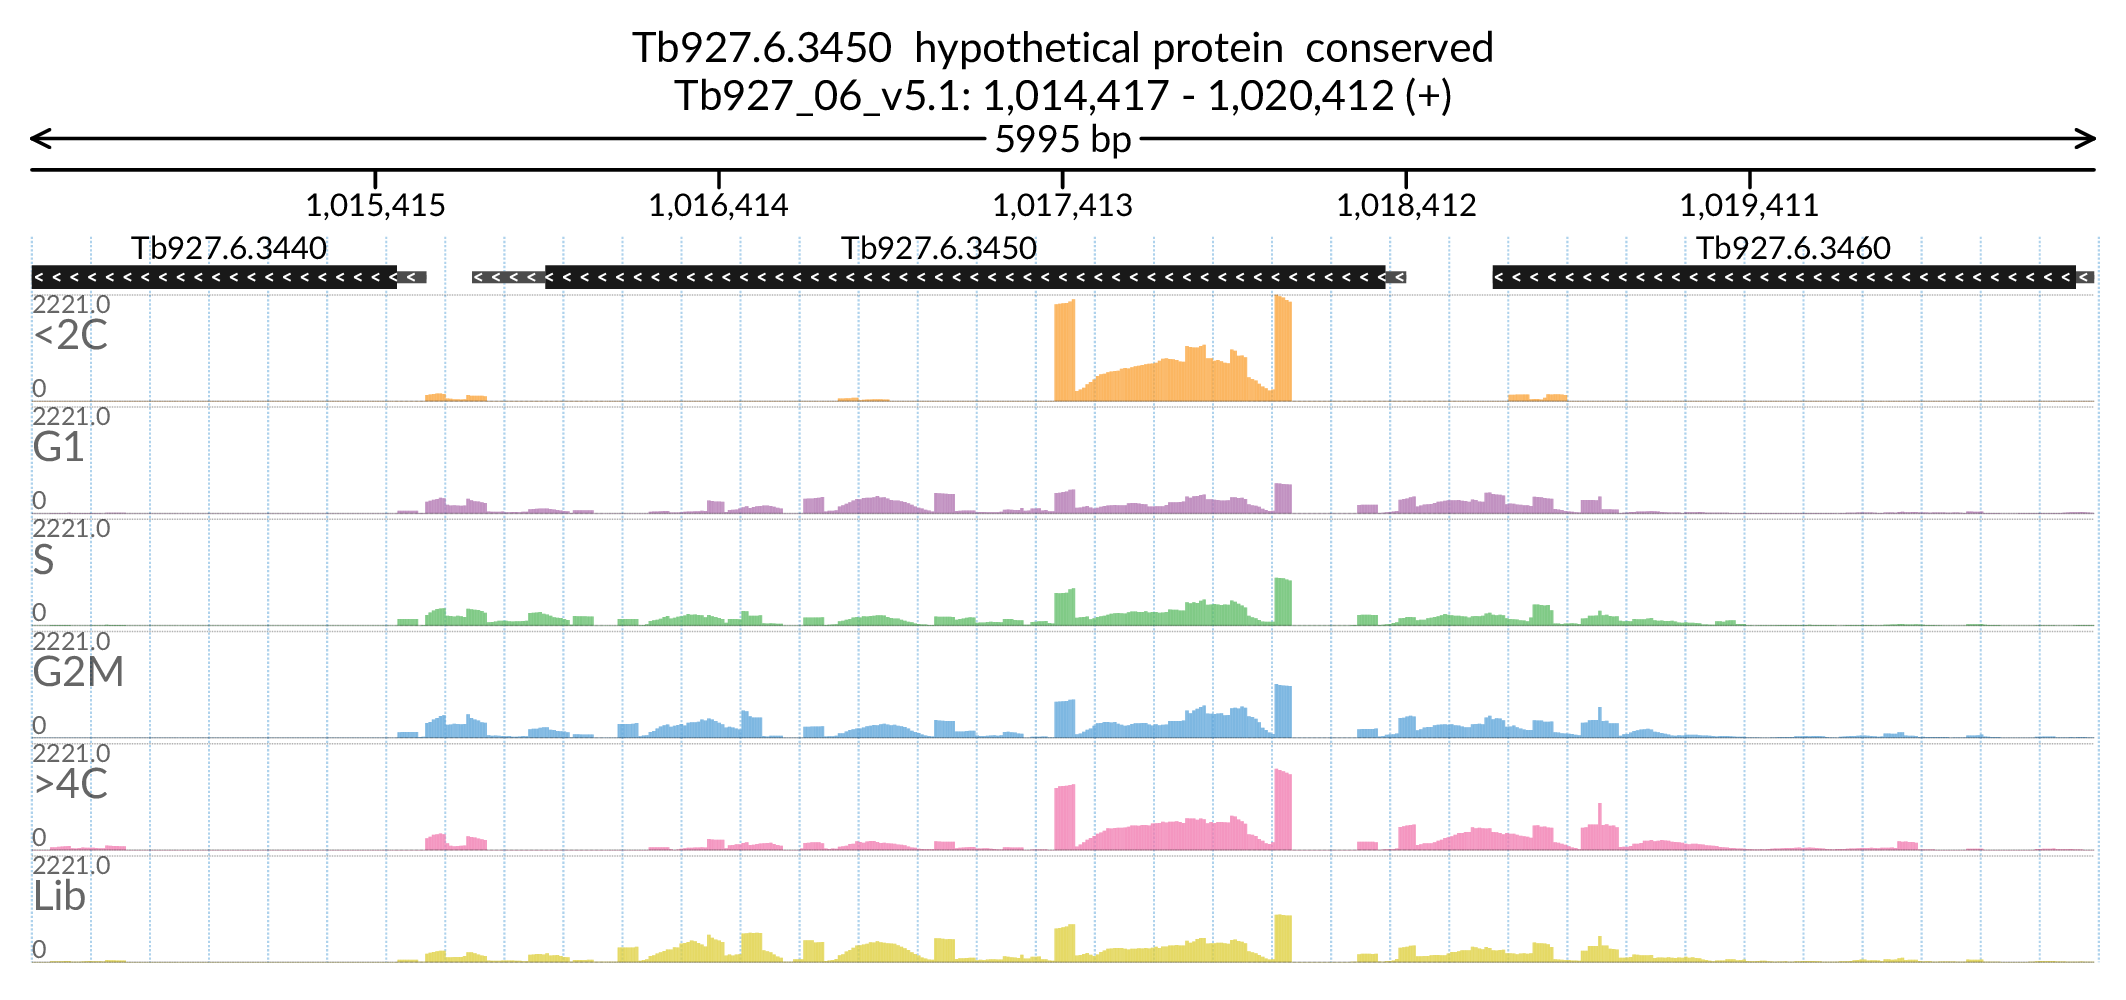 Tb927.6.3450 hypothetical protein conserved
Tb927_06_v5.1: 1,014,417 - 1,020,412 (+)
5995 bp
1,015,415 1,016,414 1,017,413 1,018,412 1,019,411
Tb927.6.3440 Tb927.6.3450 Tb927.6.3460
2221.0
<2C
0
2221.0
G1
0
2221.0
S
0
2221.0
G2M
0
2221.0
>4C
0
2221.0
Lib
0